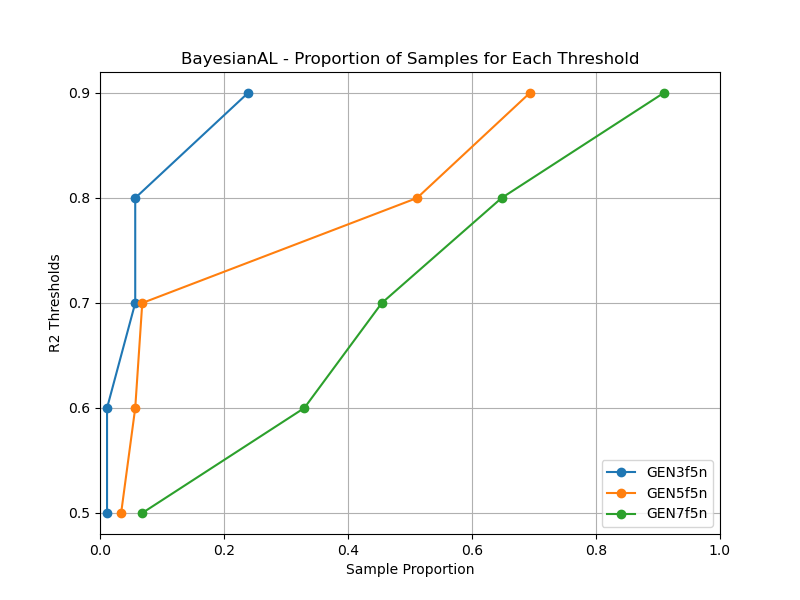 BayesianAL - Proportion of Samples for Each Threshold
R2 Thresholds
0.9
0.8
0.7
0.6
0.5
0.0
0.2
0.4
0.6
0.8
1.0
Sample Proportion
GEN3f5n
GEN5f5n
GEN7f5n